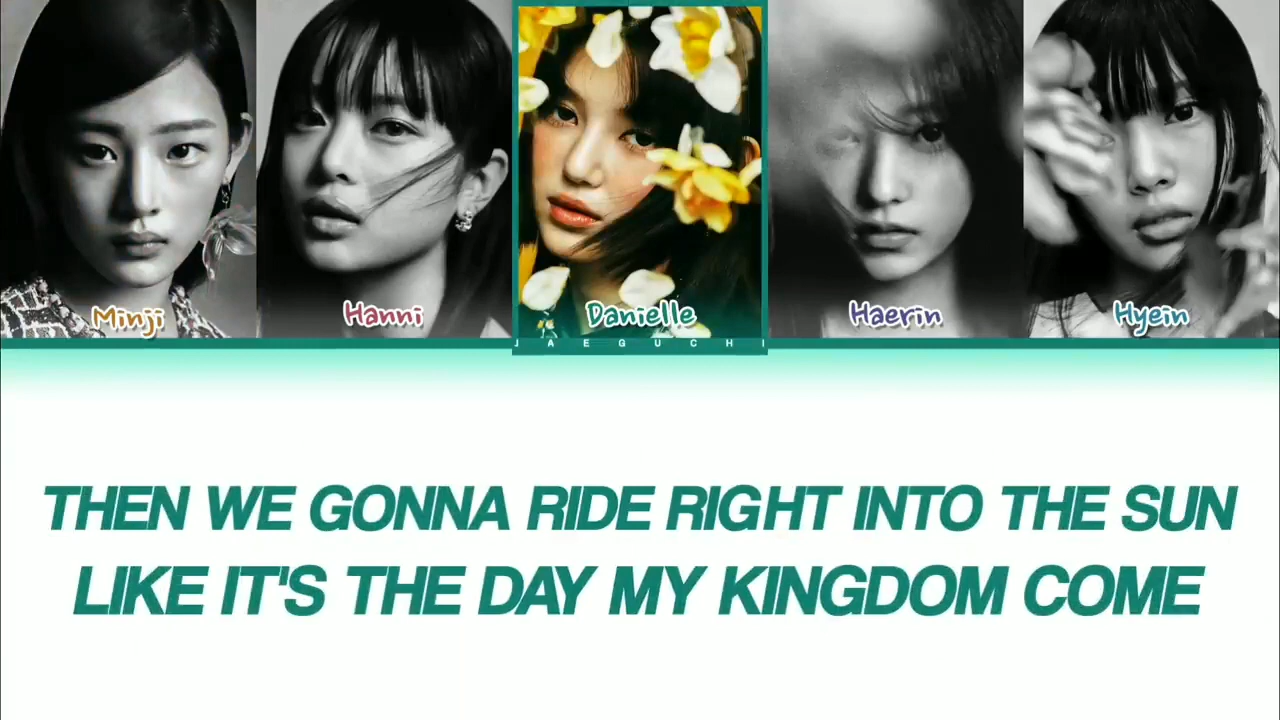 Minji Hanni Danielle Haerin Hyein
JAEGUCHI
THEN WE GONNA RIDE RIGHT INTO THE SUN
LIKE IT'S THE DAY MY KINGDOM COME